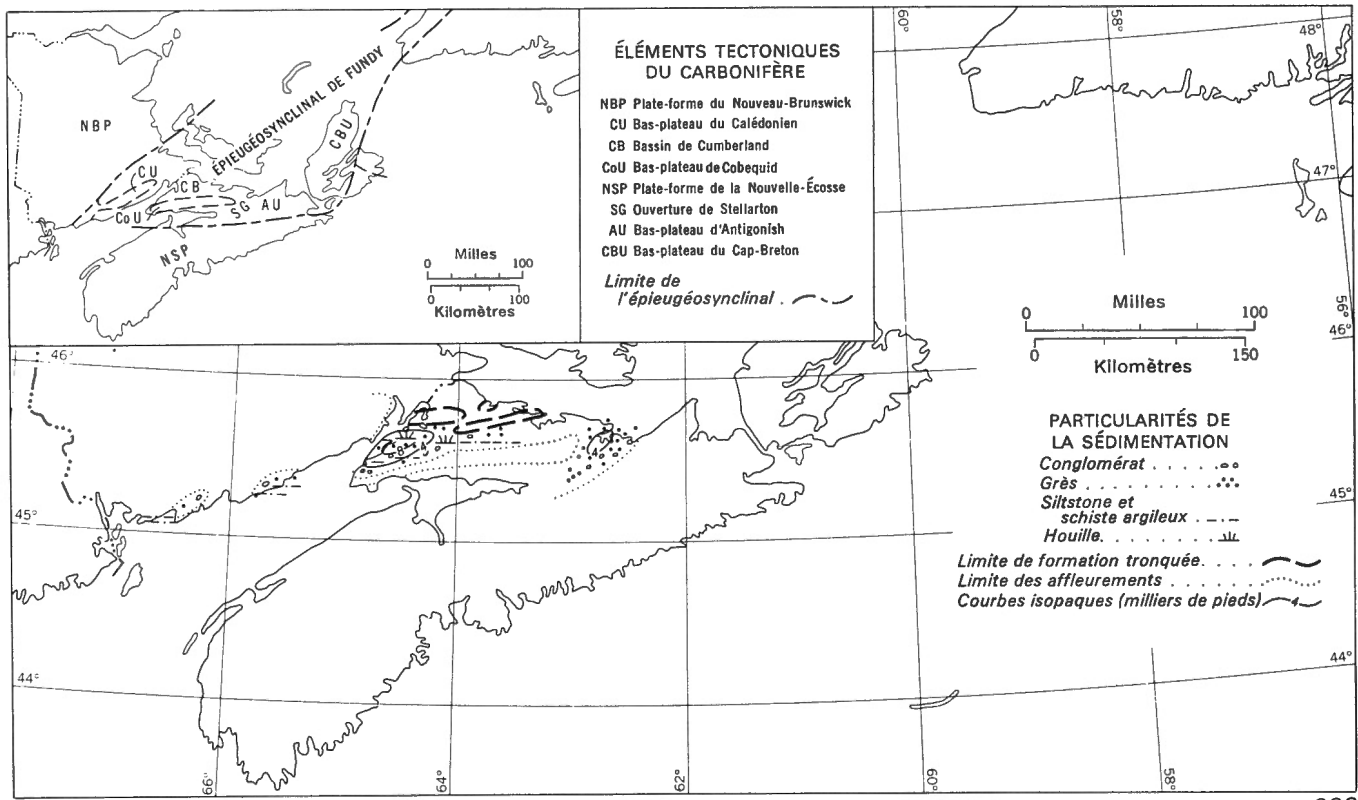 NBP
ÉPIEUGÉOSYNCLINAL DE FUNDY
CBU
CU
CB
CoU
SG AU
NSP
Milles
0 100
0 100
Kilomètres
ÉLÉMENTS TECTONIQUES
DU CARBONIFÈRE
NBP Plate-forme du Nouveau-Brunswick
CU Bas-plateau du Calédonien
CB Bassin de Cumberland
CoU Bas-plateau de Cobequid
NSP Plate-forme de la Nouvelle-Écosse
SG Ouverture de Stellarton
AU Bas-plateau d'Antigonish
CBU Bas-plateau du Cap-Breton
Limite de
l'épieugéosynclinal .
60°
58°
48°
47°
56°
46°
Milles
0 100
0 150
Kilomètres
46°
8
4
4
PARTICULARITÉS DE
LA SÉDIMENTATION
Conglomérat . . . . . .
Grès . . . . . . . . . . .
Siltstone et
schiste argileux .
Houille. . . . . . . . .
Limite de formation tronquée. . . .
Limite des affleurements . . . . . .
Courbes isopaques (milliers de pieds) 4
45°
45°
44°
44°
66°
64°
62°
60°
58°